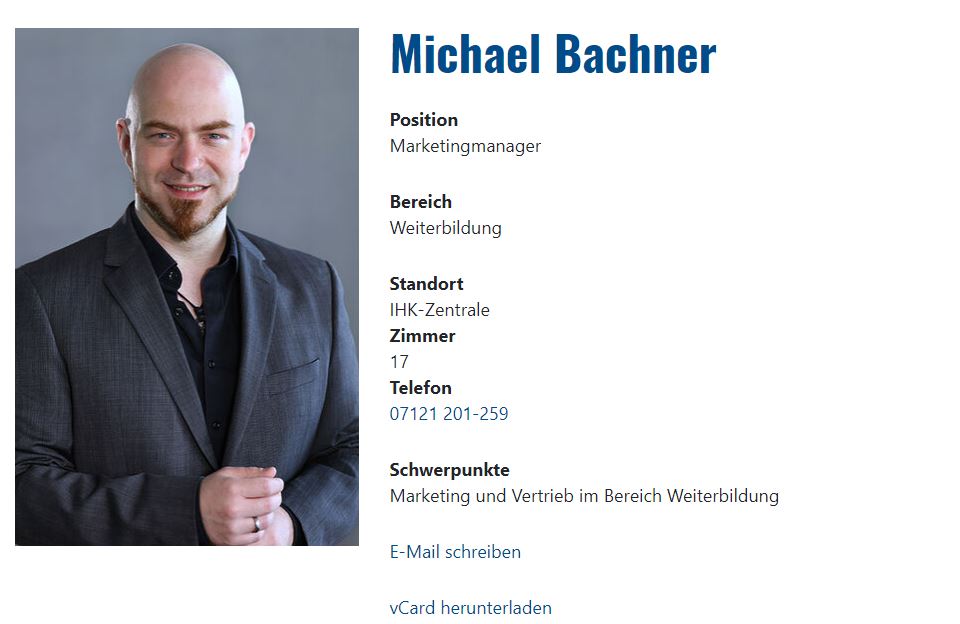 Michael Bachner
Position
Marketingmanager
Bereich
Weiterbildung
Standort
IHK-Zentrale
Zimmer
17
Telefon
07121 201-259
Schwerpunkte
Marketing und Vertrieb im Bereich Weiterbildung
E-Mail schreiben
vCard herunterladen